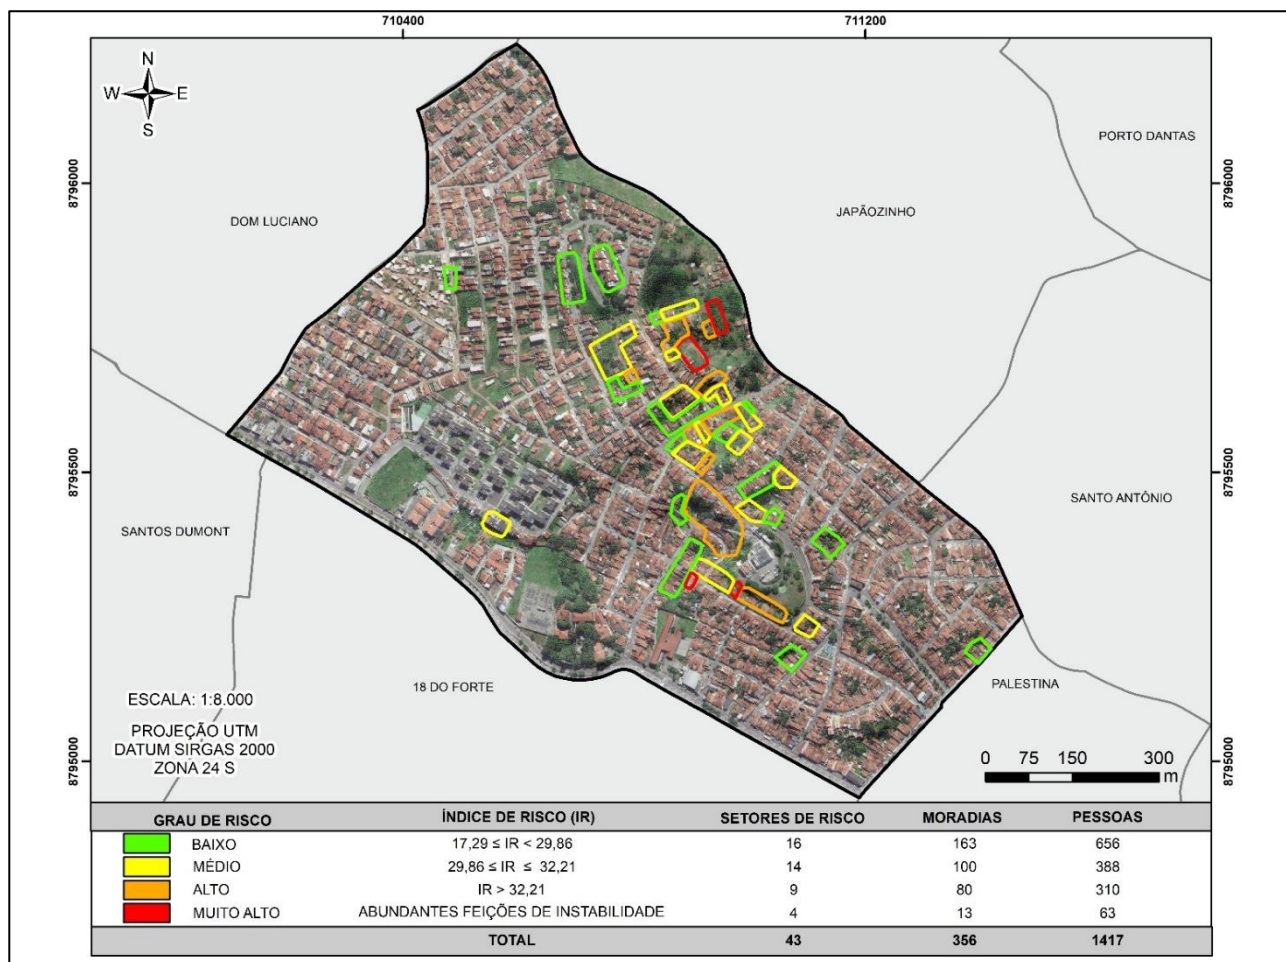 710400 711200
N
W E
S
PORTO DANTAS
8796000 8796000
DOM LUCIANO JAPÃOZINHO
8795500 8795500
SANTOS DUMONT SANTO ANTÔNIO
18 DO FORTE PALESTINA
ESCALA: 1:8.000
PROJEÇÃO UTM
DATUM SIRGAS 2000
ZONA 24 S
0 75 150 300
m
8795000 8795000
GRAU DE RISCO ÍNDICE DE RISCO (IR) SETORES DE RISCO MORADIAS PESSOAS
BAIXO 17,29 ≤ IR < 29,86 16 163 656
MÉDIO 29,86 ≤ IR ≤ 32,21 14 100 388
ALTO IR > 32,21 9 80 310
MUITO ALTO ABUNDANTES FEIÇÕES DE INSTABILIDADE 4 13 63
TOTAL 43 356 1417